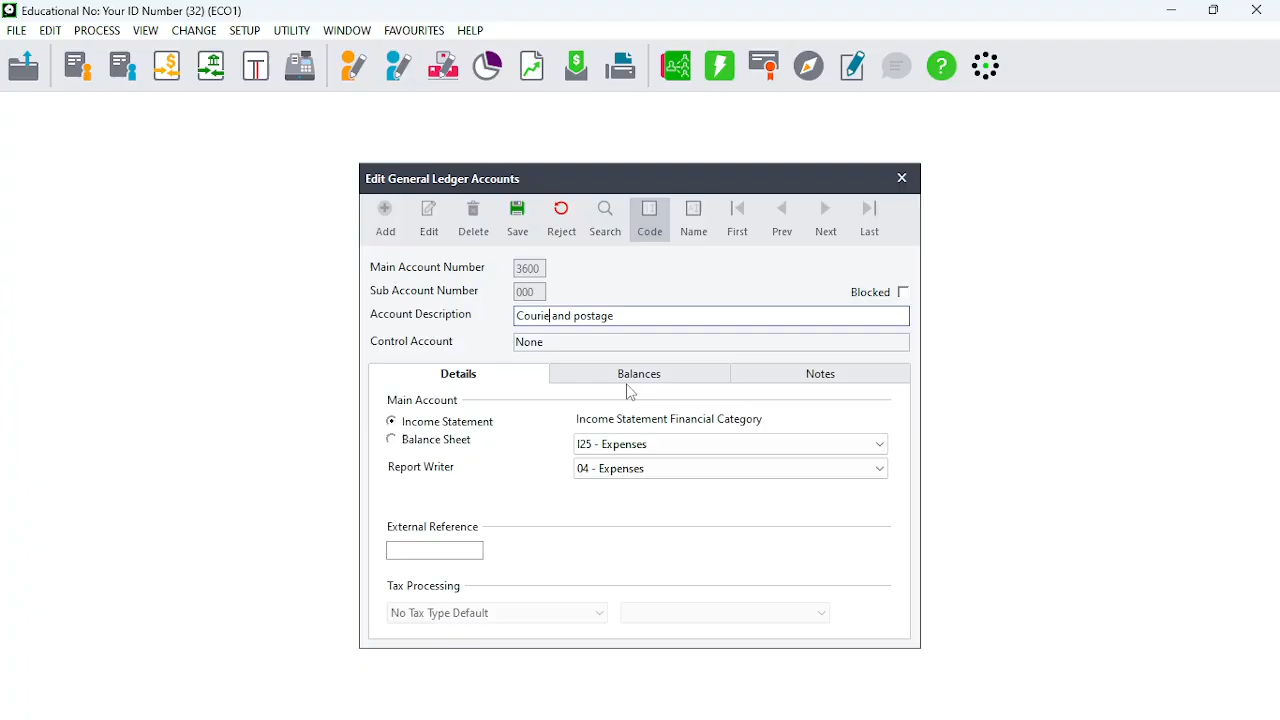 Educational No: Your ID Number (32) (ECO1)
FILE EDIT PROCESS VIEW CHANGE SETUP UTILITY WINDOW FAVOURITES HELP
Edit General Ledger Accounts
Add Edit Delete Save Reject Search Code Name First Prev Next Last
Main Account Number 3600
Sub Account Number 000 Blocked
Account Description Courie and postage
Control Account None
Details Balances Notes
Main Account
Income Statement Income Statement Financial Category
Balance Sheet I25 - Expenses
Report Writer 04 - Expenses
External Reference
Tax Processing
No Tax Type Default